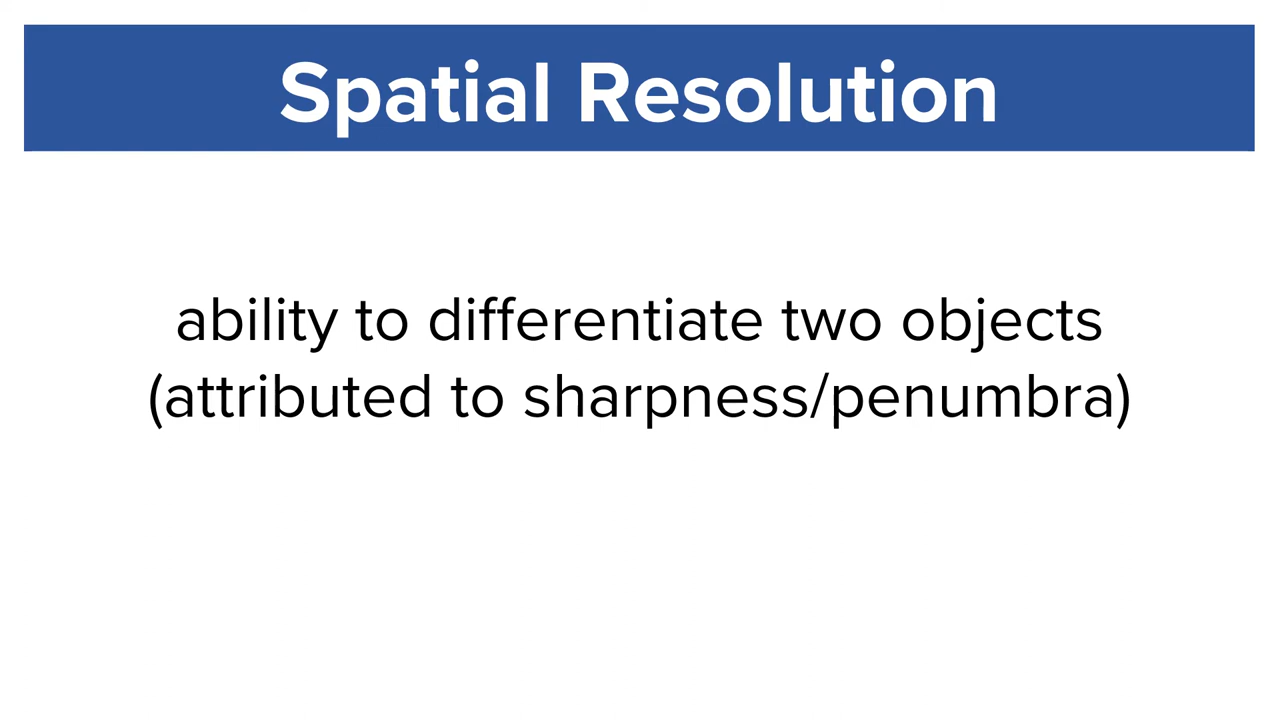 Spatial Resolution
ability to differentiate two objects
(attributed to sharpness/penumbra)